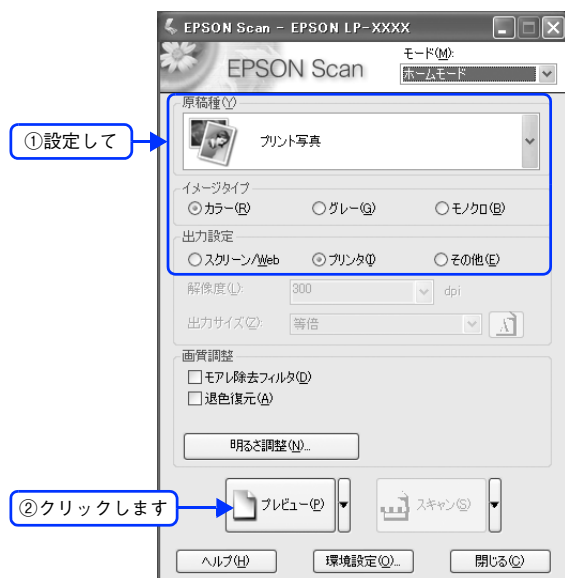 EPSON Scan - EPSON LP-XXXX
EPSON Scan
モード(M):
ホームモード
原稿種(Y)
①設定して
プリント写真
イメージタイプ
カラー(R) グレー(G) モノクロ(B)
出力設定
スクリーン/Web プリンタ(I) その他(E)
解像度(L): 300 dpi
出力サイズ(Z): 等倍
画質調整
モアレ除去フィルタ(D)
退色復元(A)
明るさ調整(N)...
②クリックします
プレビュー(P) スキャン(S)
ヘルプ(H) 環境設定(O)... 閉じる(C)